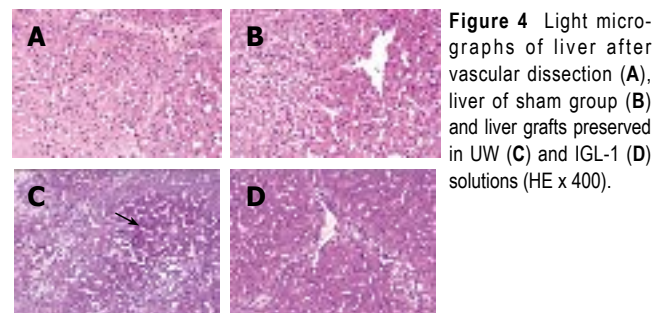 A
B
C
D
Figure 4 Light micro-
graphs of liver after
vascular dissection (A),
liver of sham group (B)
and liver grafts preserved
in UW (C) and IGL-1 (D)
solutions (HE x 400).